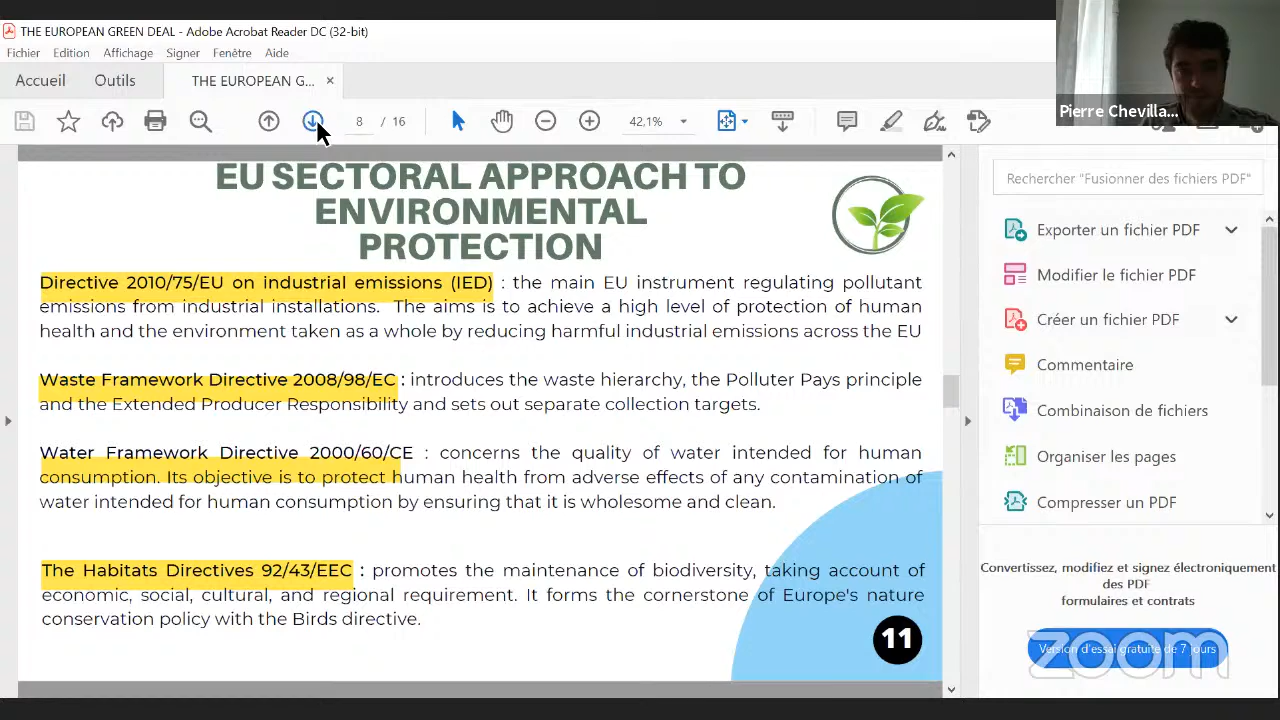 THE EUROPEAN GREEN DEAL - Adobe Acrobat Reader DC (32-bit)
Fichier Edition Affichage Signer Fenêtre Aide
Accueil Outils THE EUROPEAN G... ×
8 / 16 42,1%
Pierre Chevilla...
EU SECTORAL APPROACH TO
ENVIRONMENTAL
PROTECTION
Directive 2010/75/EU on industrial emissions (IED) : the main EU instrument regulating pollutant
emissions from industrial installations. The aims is to achieve a high level of protection of human
health and the environment taken as a whole by reducing harmful industrial emissions across the EU
Waste Framework Directive 2008/98/EC : introduces the waste hierarchy, the Polluter Pays principle
and the Extended Producer Responsibility and sets out separate collection targets.
Water Framework Directive 2000/60/CE : concerns the quality of water intended for human
consumption. Its objective is to protect human health from adverse effects of any contamination of
water intended for human consumption by ensuring that it is wholesome and clean.
The Habitats Directives 92/43/EEC : promotes the maintenance of biodiversity, taking account of
economic, social, cultural, and regional requirement. It forms the cornerstone of Europe's nature
conservation policy with the Birds directive.
11
Rechercher "Fusionner des fichiers PDF"
Exporter un fichier PDF
Modifier le fichier PDF
Créer un fichier PDF
Commentaire
Combinaison de fichiers
Organiser les pages
Compresser un PDF
Convertissez, modifiez et signez électroniquement
des PDF
formulaires et contrats
Version d'essai gratuite de 7 jours
zoom